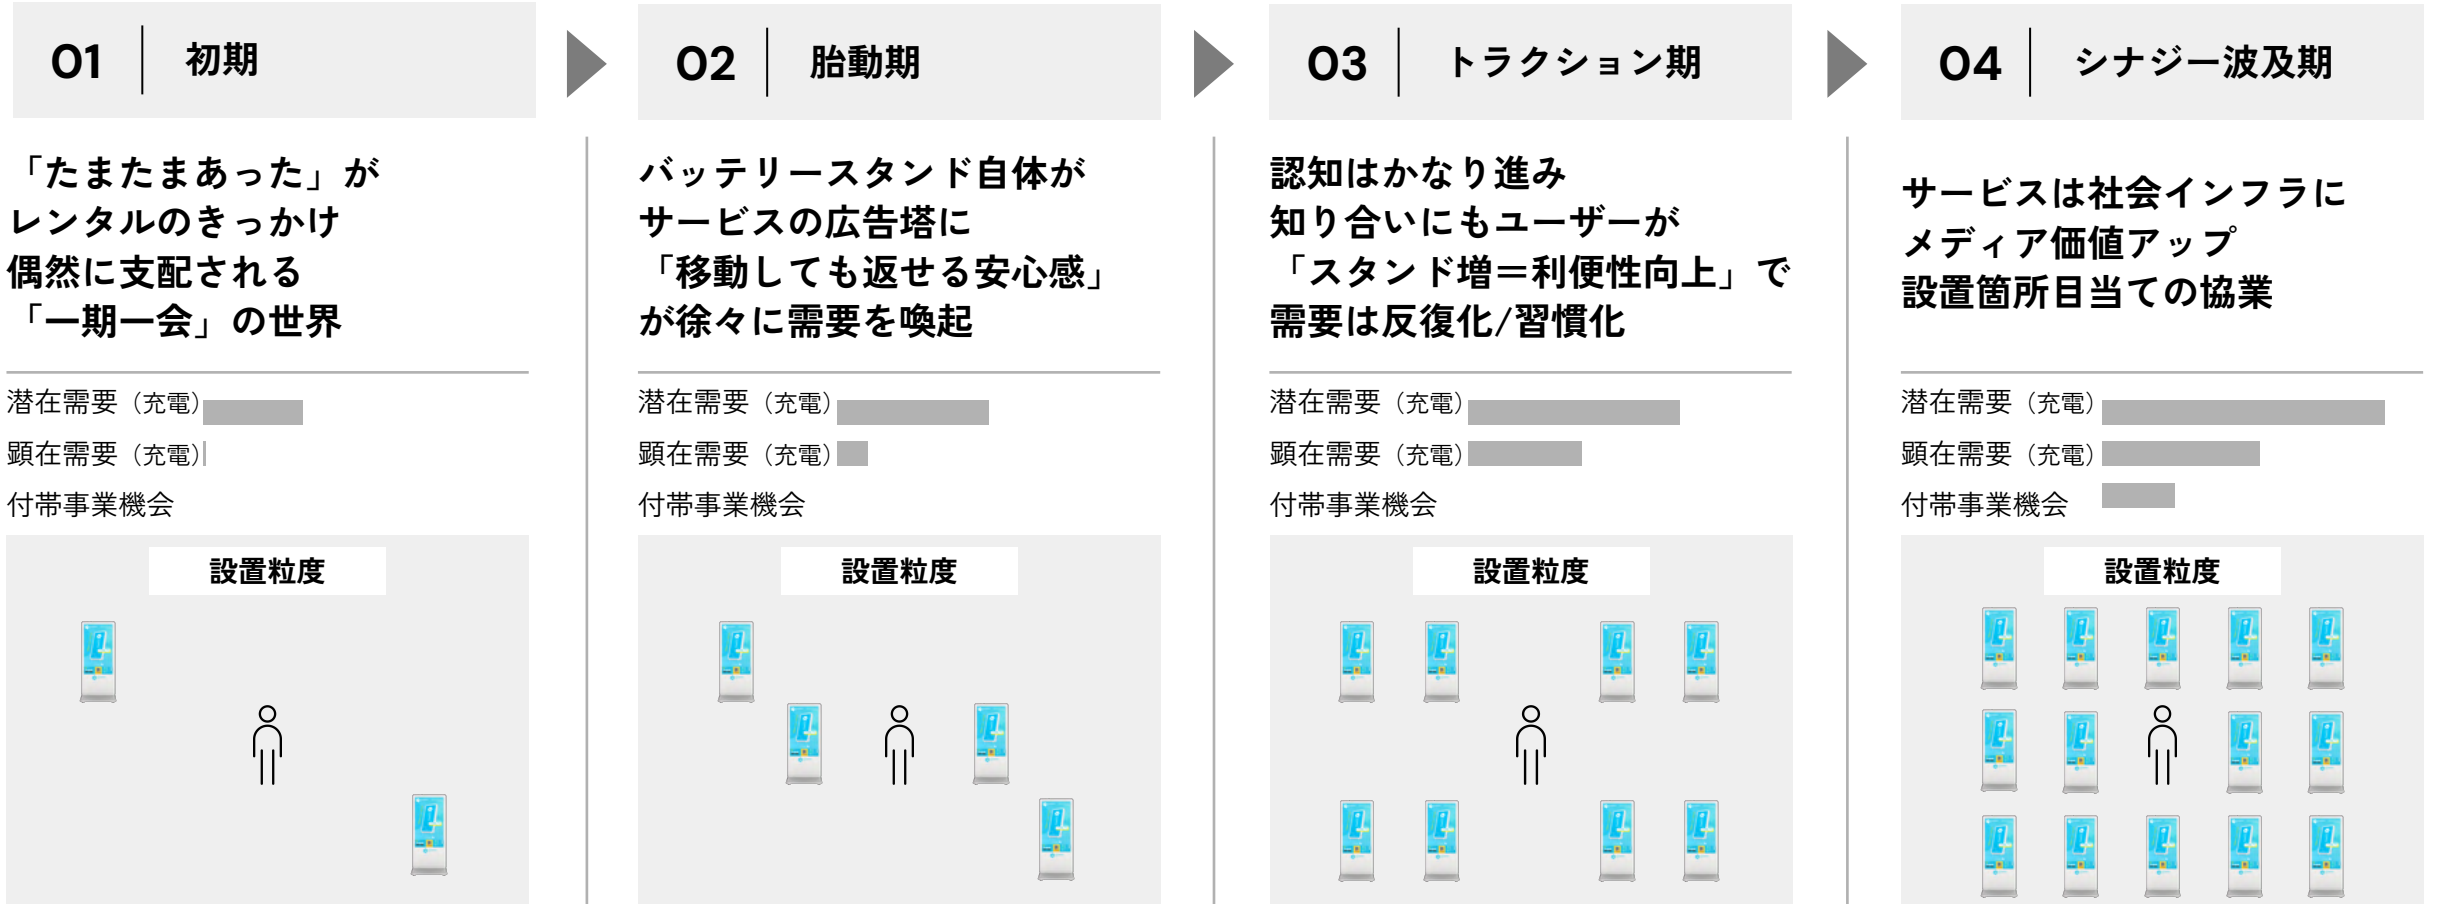 01
初期
「たまたまあった」が
レンタルのきっかけ
偶然に支配される
「一期一会」の世界
潜在需要（充電）
顕在需要（充電）
付帯事業機会
設置粒度
02
胎動期
バッテリースタンド自体が
サービスの広告塔に
「移動しても返せる安心感」
が徐々に需要を喚起
潜在需要（充電）
顕在需要（充電）
付帯事業機会
設置粒度
03
トラクション期
認知はかなり進み
知り合いにもユーザーが
「スタンド増＝利便性向上」で
需要は反復化/習慣化
潜在需要（充電）
顕在需要（充電）
付帯事業機会
設置粒度
04
シナジー波及期
サービスは社会インフラに
メディア価値アップ
設置箇所目当ての協業
潜在需要（充電）
顕在需要（充電）
付帯事業機会
設置粒度